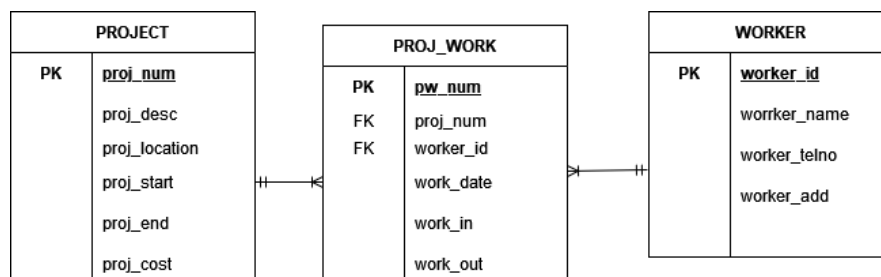 PROJECT
PK proj_num
proj_desc
proj_location
proj_start
proj_end
proj_cost
PROJ_WORK
PK pw_num
FK proj_num
FK worker_id
work_date
work_in
work_out
WORKER
PK worker_id
worrker_name
worker_telno
worker_add